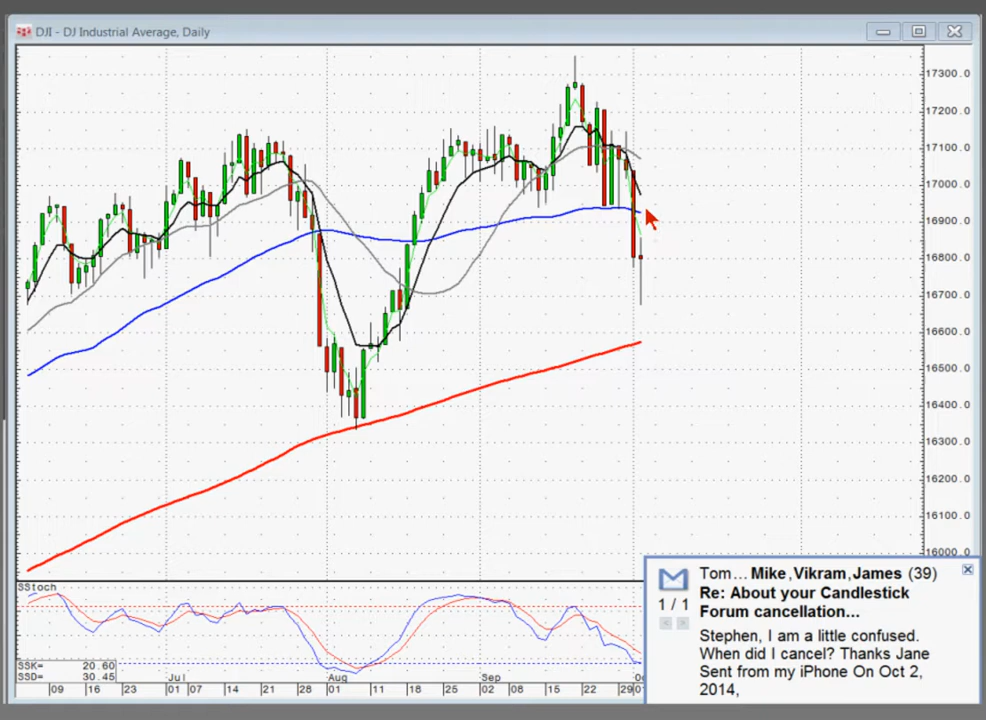 DJI - DJ Industrial Average, Daily
17300.0
17200.0
17100.0
17000.0
16900.0
16800.0
16700.0
16600.0
16500.0
16400.0
16300.0
16200.0
16100.0
16000.0
SStoch
SSK= 20.60
SSD= 30.45
Jul Aug Sep
09 16 23 01 07 14 21 28 01 11 18 25 02 08 15 22 29
Tom... Mike ,Vikram,James (39)
Re: About your Candlestick
Forum cancellation...
1 / 1
Stephen, I am a little confused.
When did I cancel? Thanks Jane
Sent from my iPhone On Oct 2,
2014,